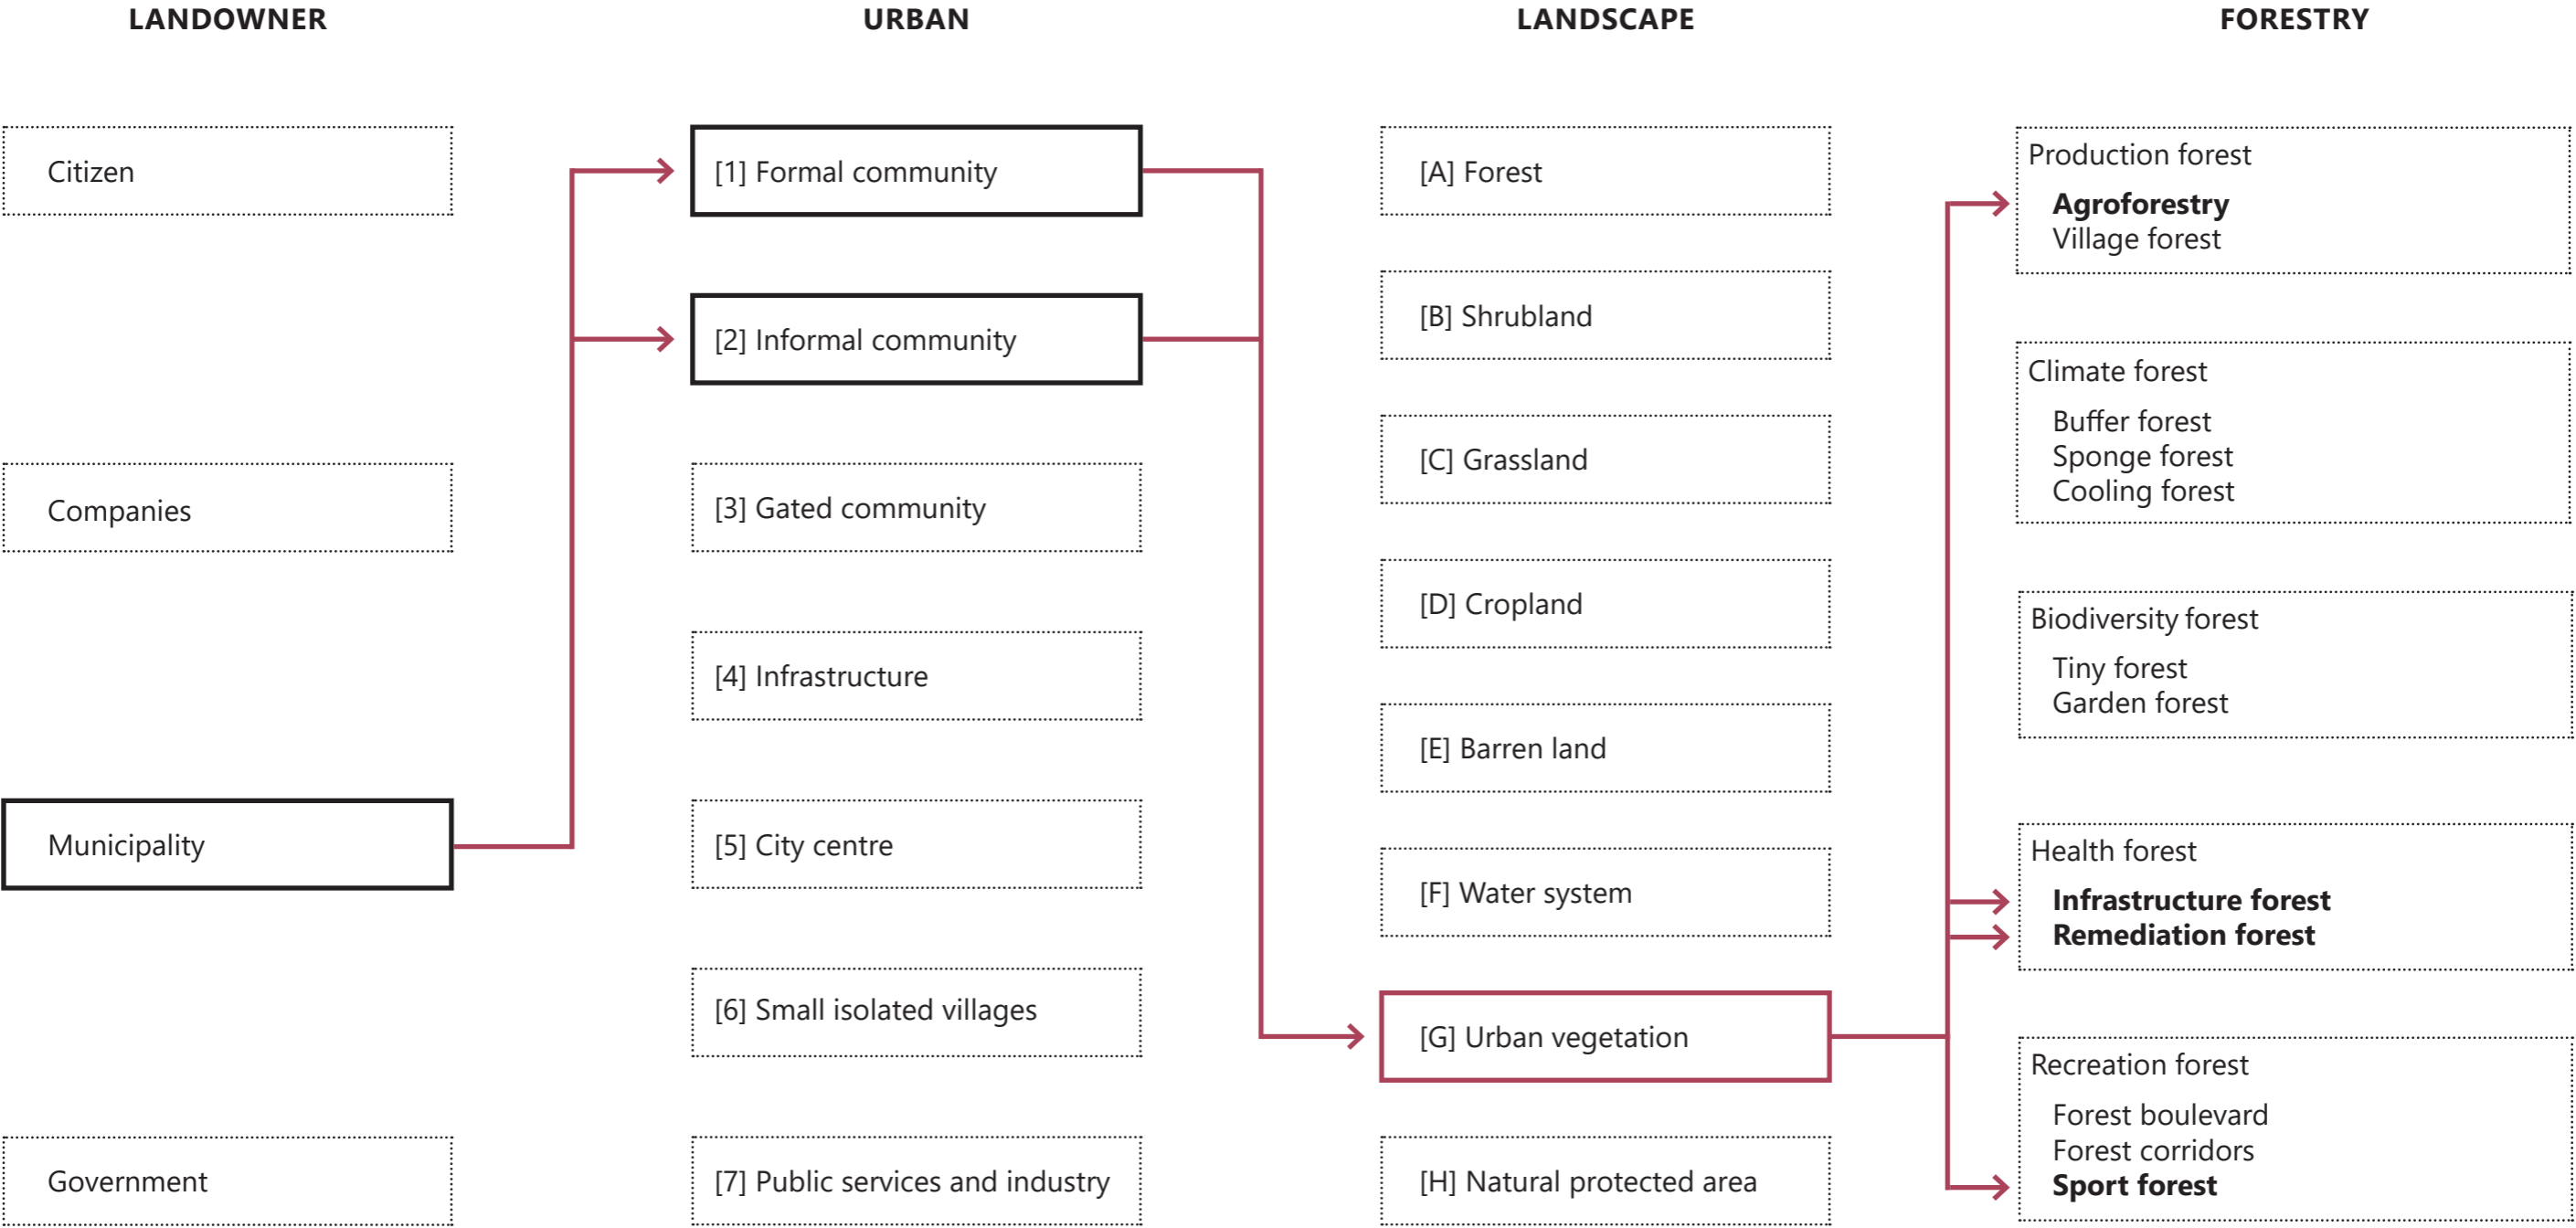 LANDOWNER
Citizen
Companies
Municipality
Government
URBAN
[1] Formal community
[2] Informal community
[3] Gated community
[4] Infrastructure
[5] City centre
[6] Small isolated villages
[7] Public services and industry
LANDSCAPE
[A] Forest
[B] Shrubland
[C] Grassland
[D] Cropland
[E] Barren land
[F] Water system
[G] Urban vegetation
[H] Natural protected area
FORESTRY
Production forest
Agroforestry
Village forest
Climate forest
Buffer forest
Sponge forest
Cooling forest
Biodiversity forest
Tiny forest
Garden forest
Health forest
Infrastructure forest
Remediation forest
Recreation forest
Forest boulevard
Forest corridors
Sport forest